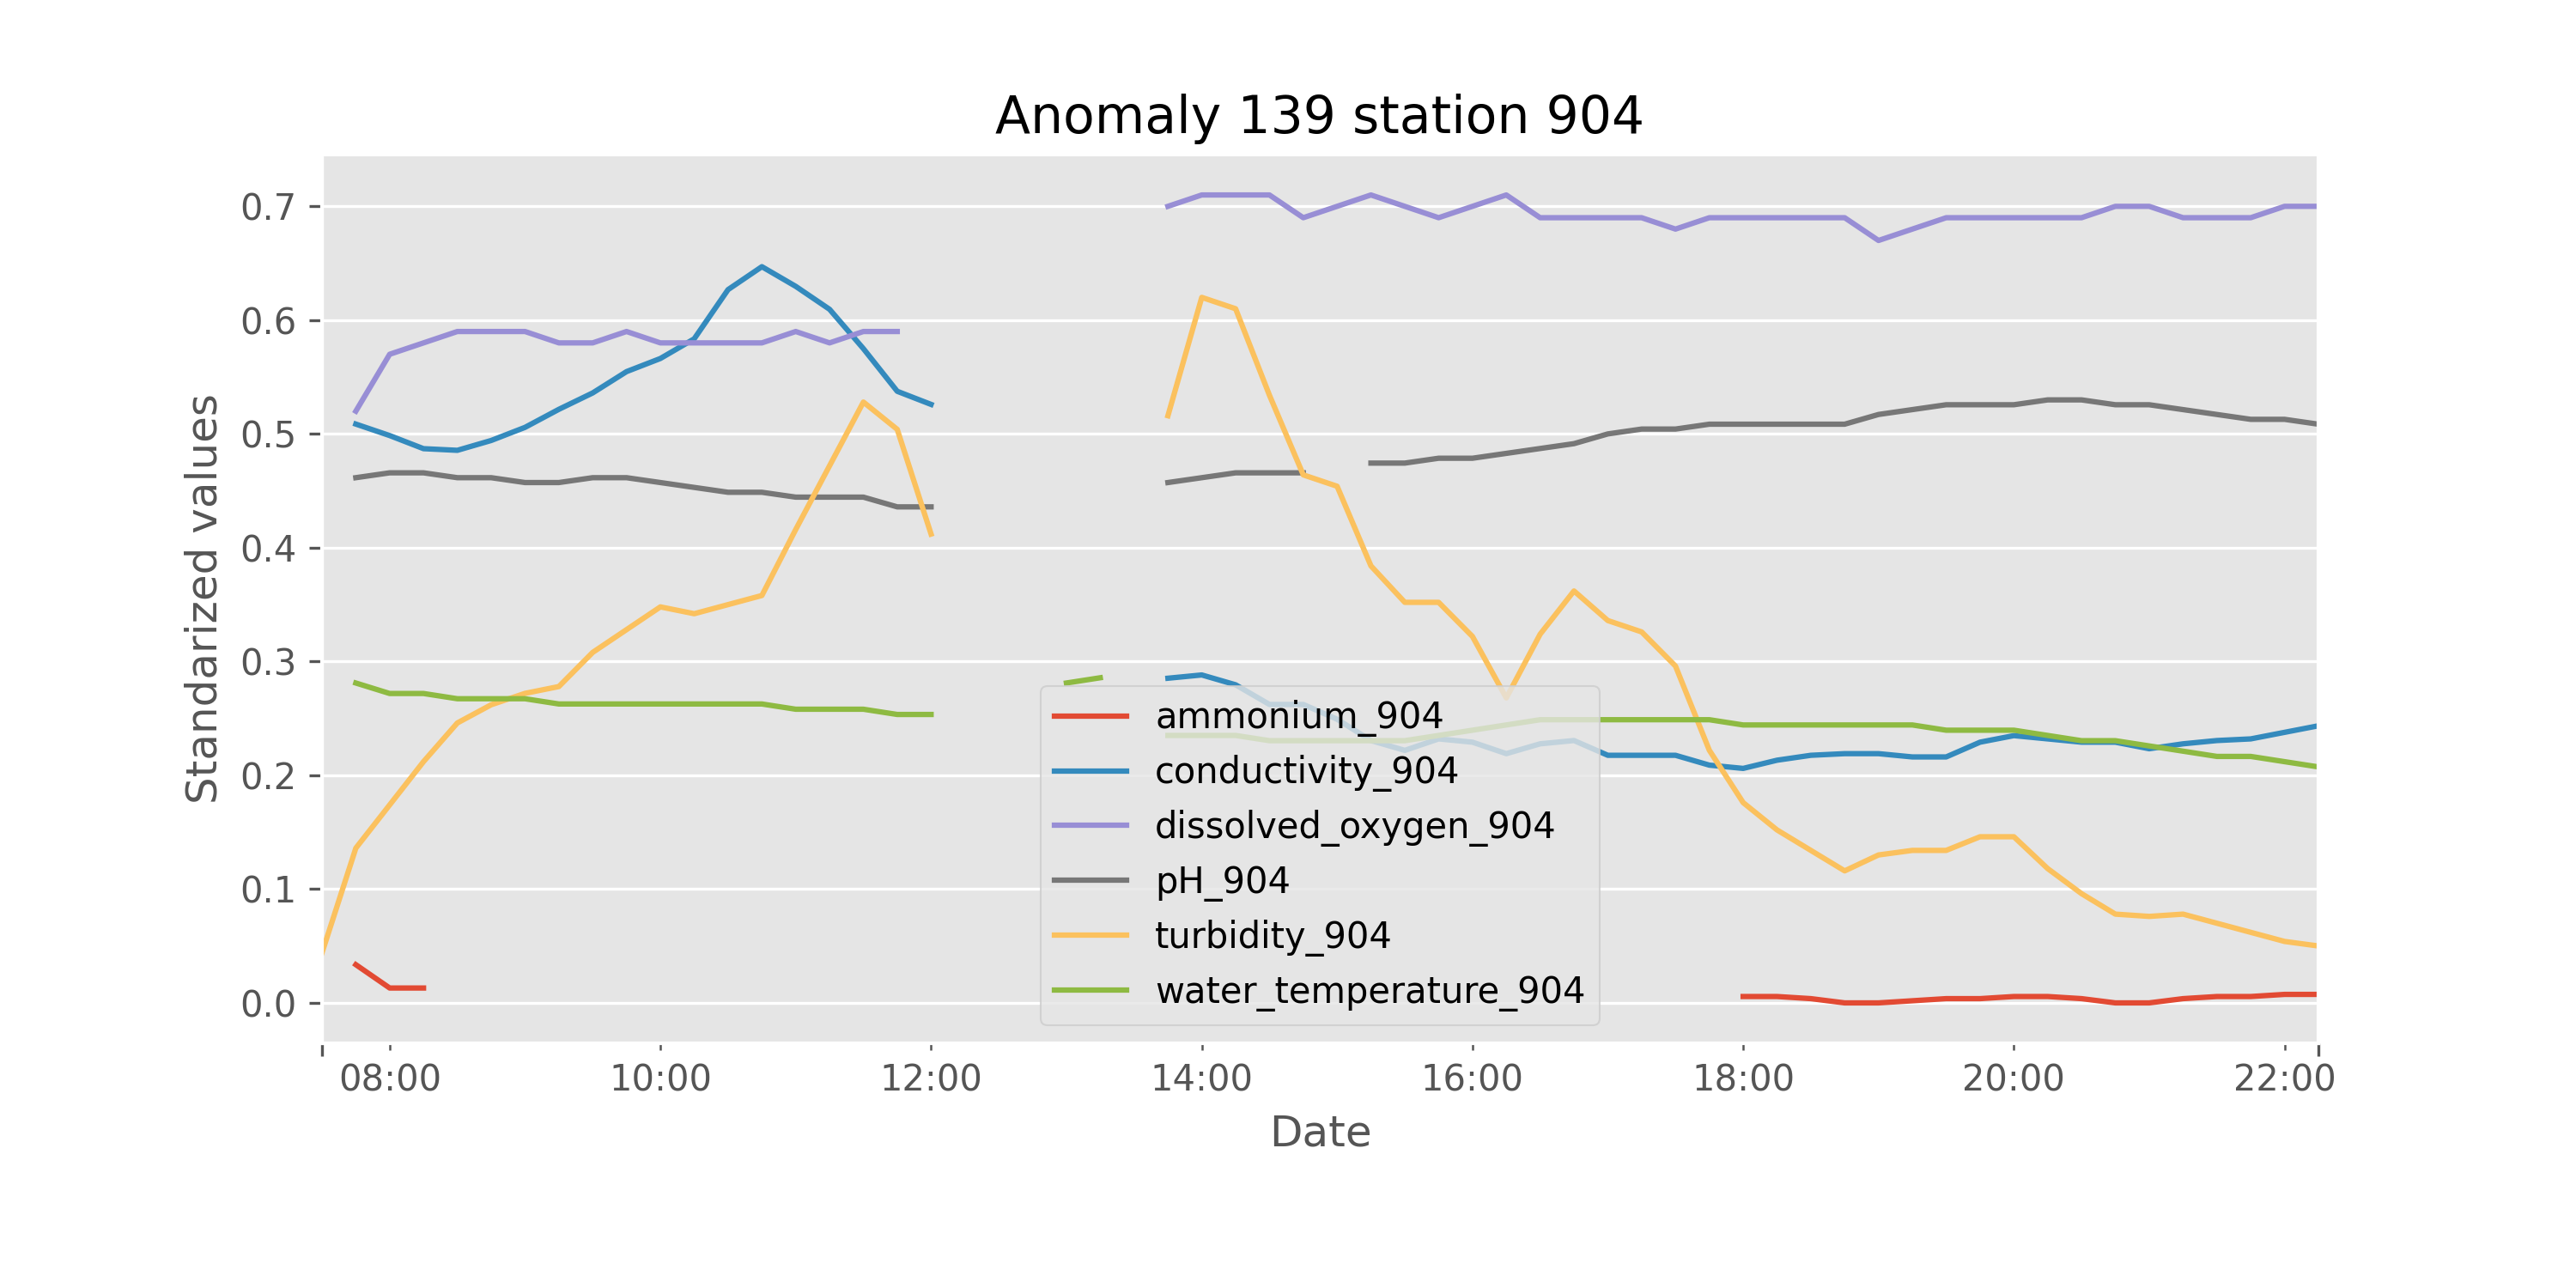 Anomaly 139 station 904
Standarized values
0.7
0.6
0.5
0.4
0.3
0.2
0.1
0.0
ammonium_904
conductivity_904
dissolved_oxygen_904
pH_904
turbidity_904
water_temperature_904
08:00 10:00 12:00 14:00 16:00 18:00 20:00 22:00
Date